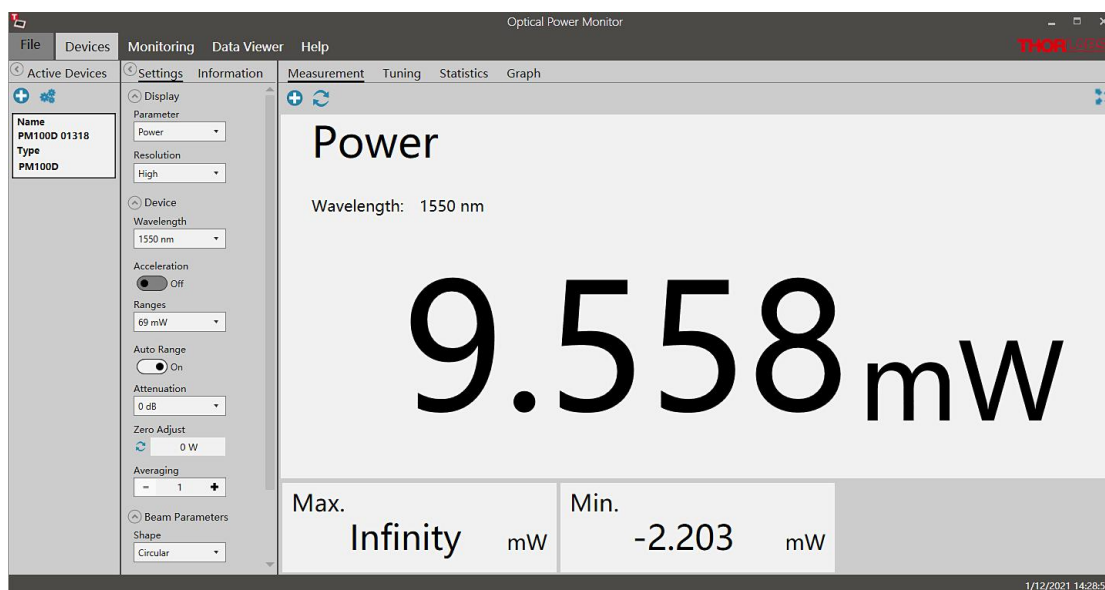 Optical Power Monitor
File Devices Monitoring Data Viewer Help
Active Devices
Name
PM100D 01318
Type
PM100D
Settings Information
Display
Parameter
Power
Resolution
High
Device
Wavelength
1550 nm
Acceleration
Off
Ranges
69 mW
Auto Range
On
Attenuation
0 dB
Zero Adjust
0 W
Averaging
- 1 +
Beam Parameters
Shape
Circular
Measurement Tuning Statistics Graph
Power
Wavelength: 1550 nm
9.558 mW
Max.
Infinity mW
Min.
-2.203 mW
1/12/2021 14:28:5